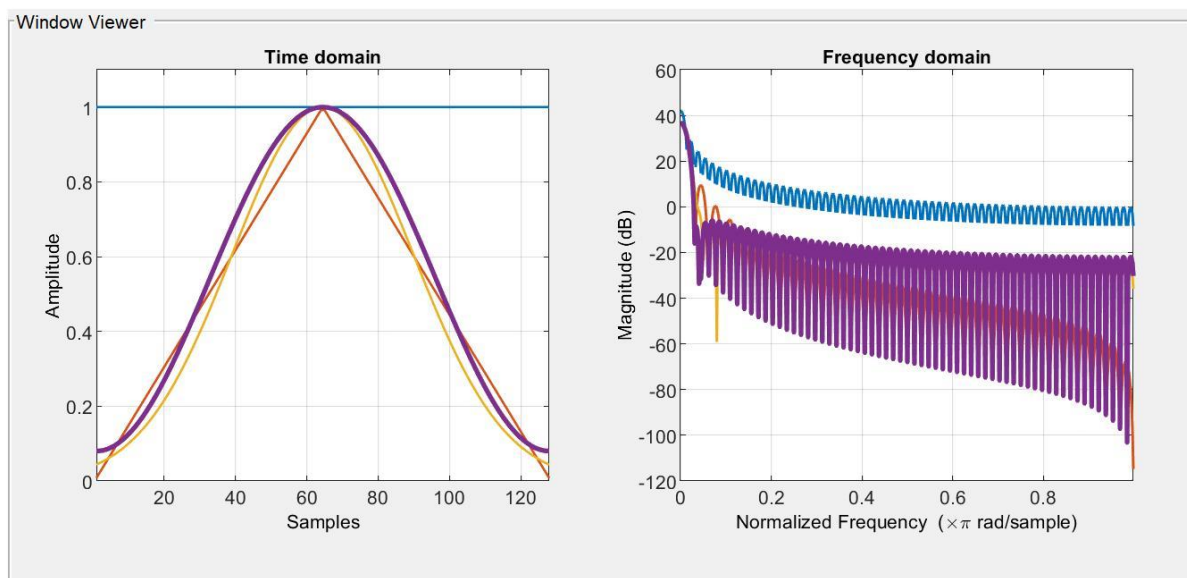 Window Viewer
Time domain
1
0.8
0.6
0.4
0.2
0
Amplitude
20 40 60 80 100 120
Samples
Frequency domain
60
40
20
0
-20
-40
-60
-80
-100
-120
Magnitude (dB)
0 0.2 0.4 0.6 0.8
Normalized Frequency (×π rad/sample)